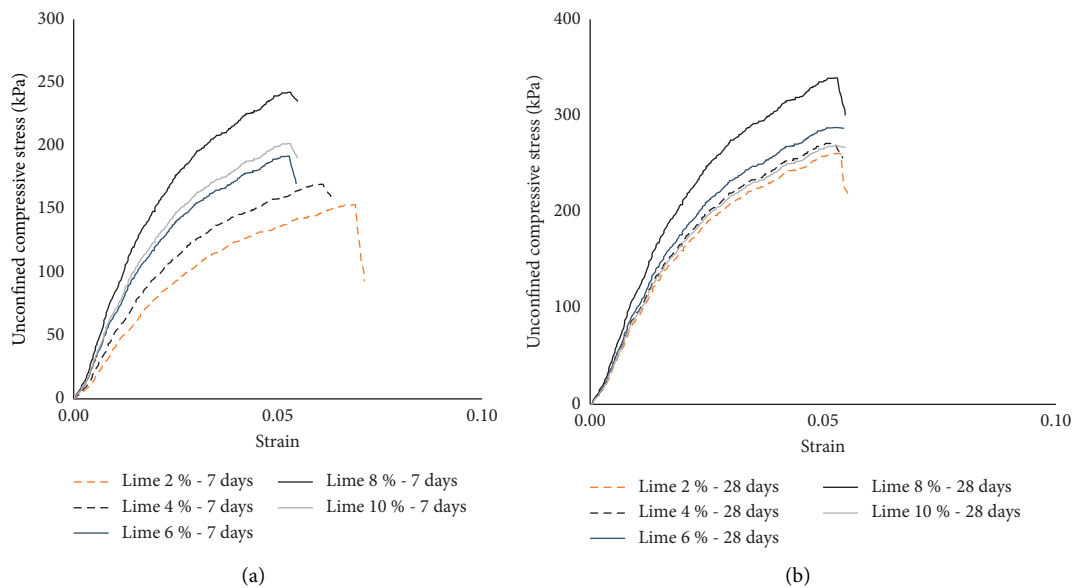 Unconfined compressive stress (kPa)
300
250
200
150
100
50
0
0.00
0.05
0.10
Strain
Lime 2 % - 7 days
Lime 4 % - 7 days
Lime 6 % - 7 days
Lime 8 % - 7 days
Lime 10 % - 7 days
(a)
Unconfined compressive stress (kPa)
400
300
200
100
0
0.00
0.05
0.10
Strain
Lime 2 % - 28 days
Lime 4 % - 28 days
Lime 6 % - 28 days
Lime 8 % - 28 days
Lime 10 % - 28 days
(b)